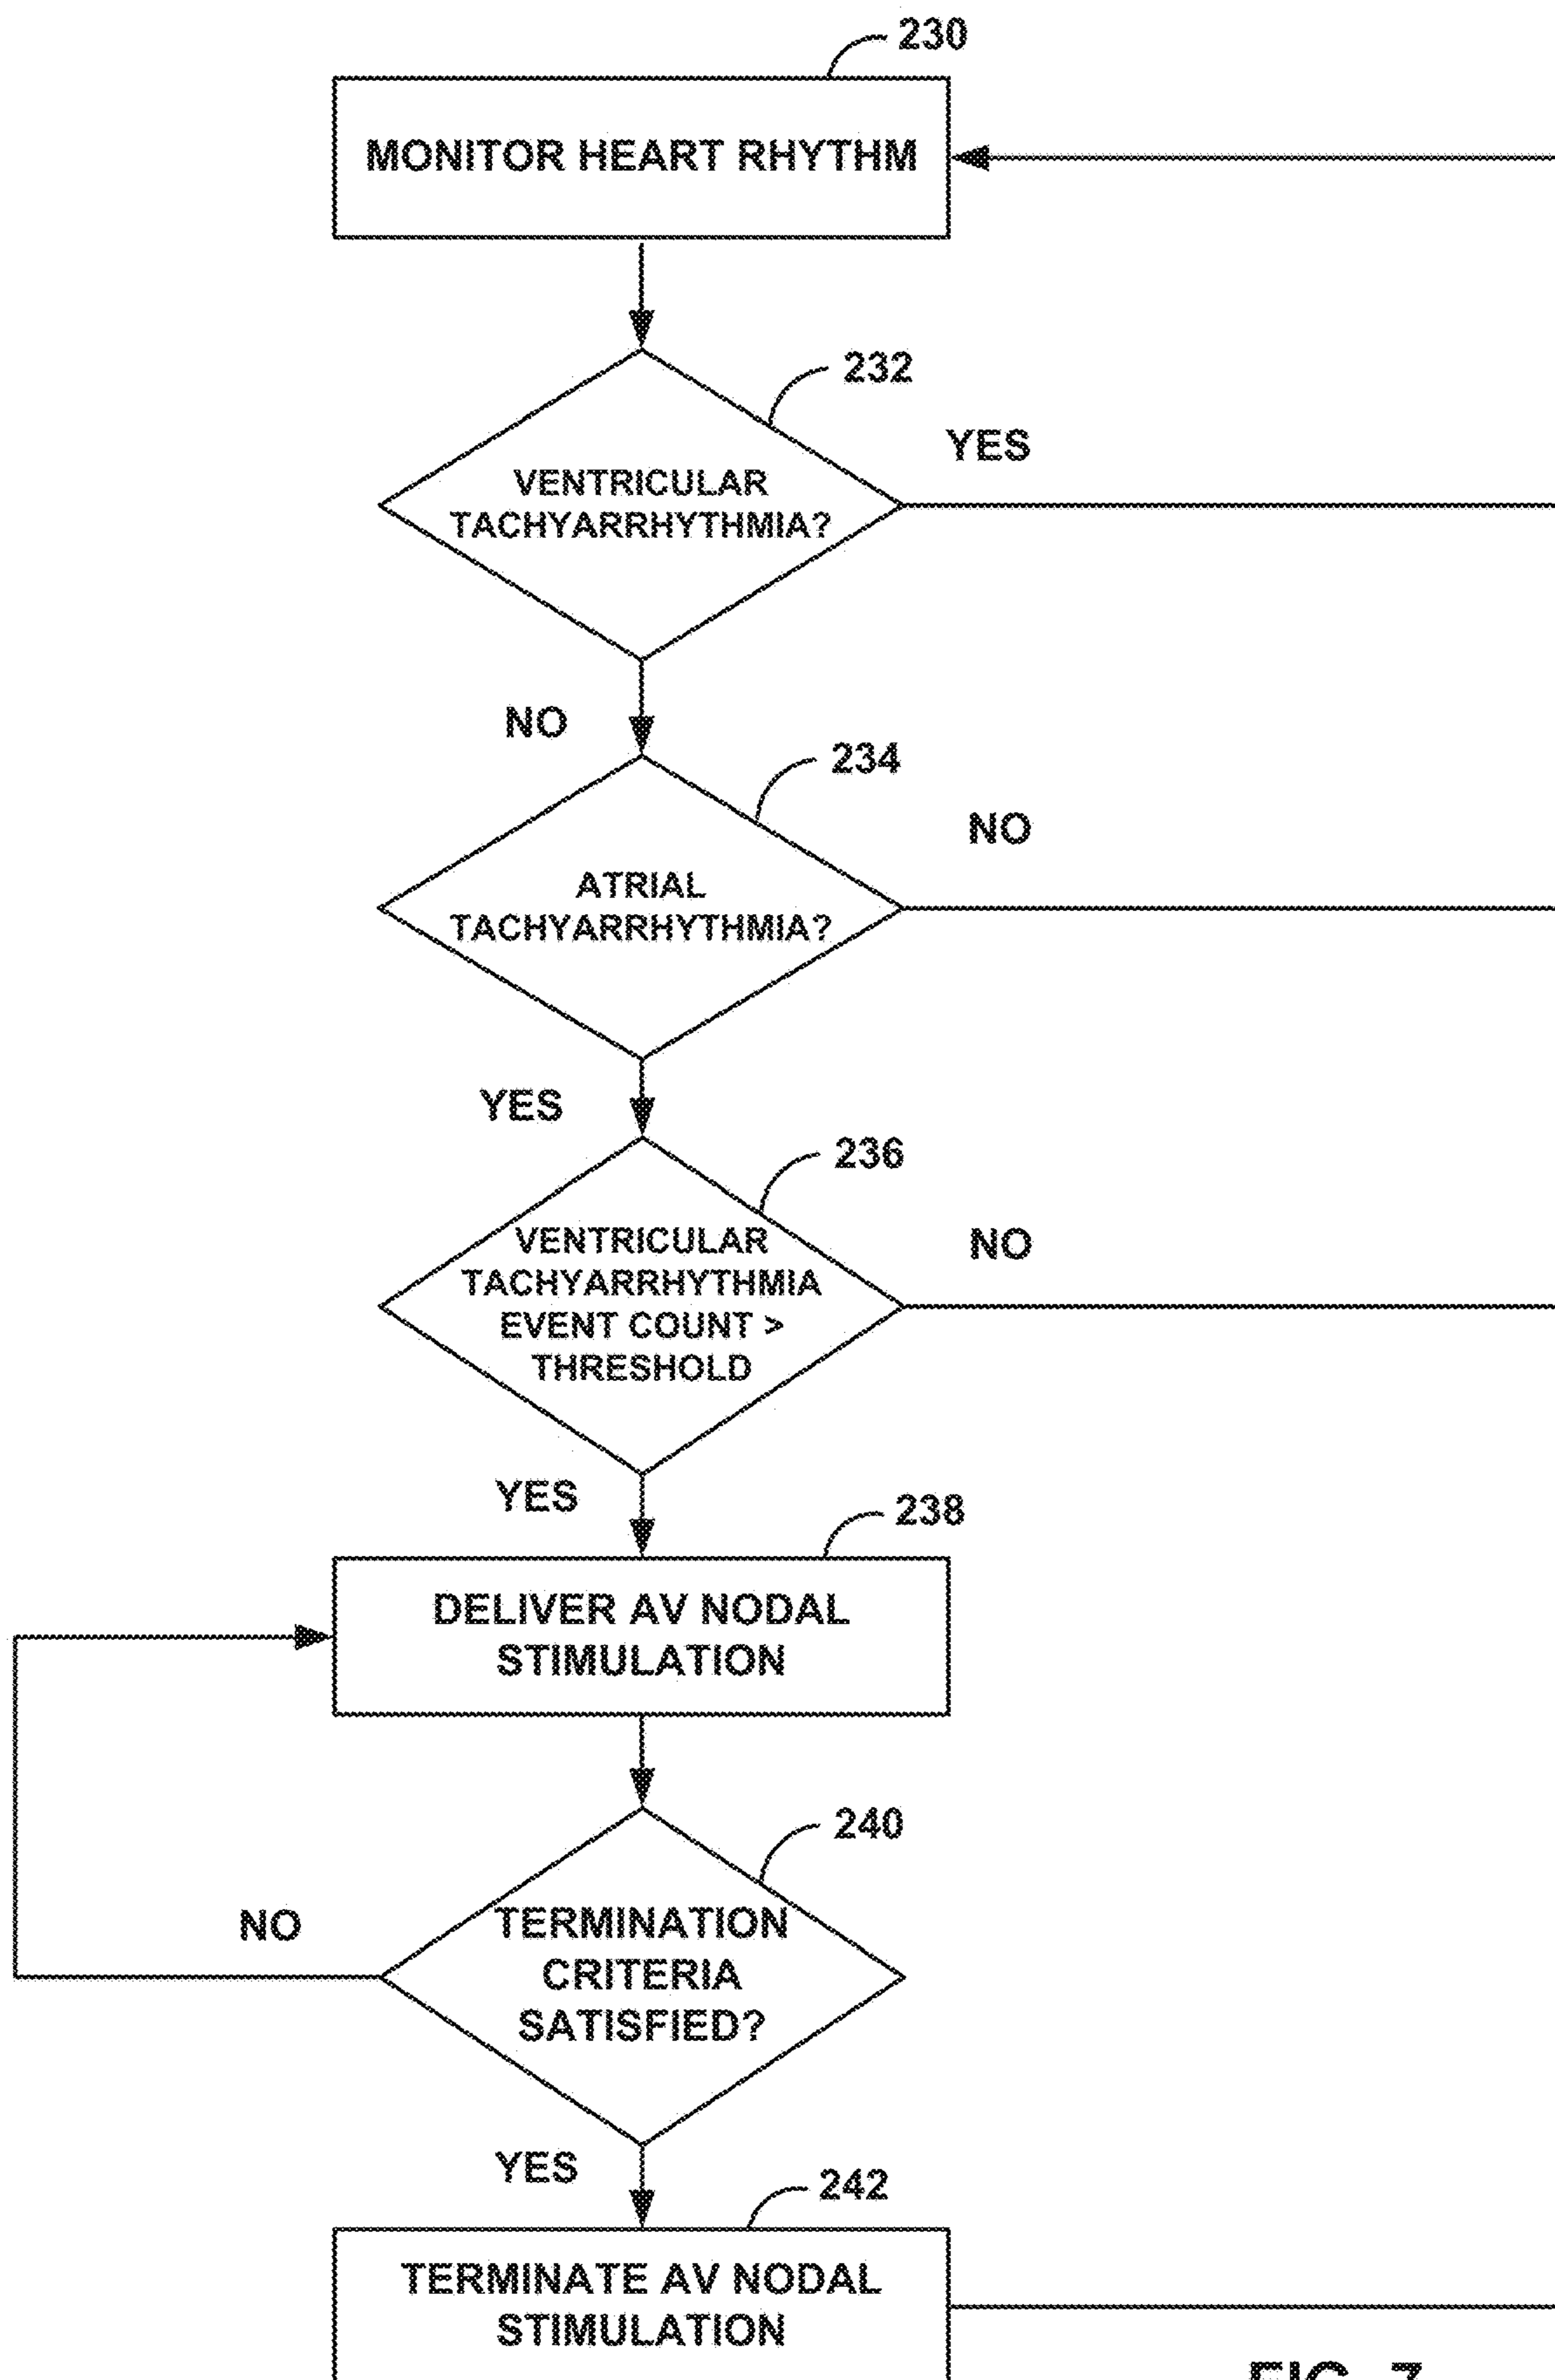 230
MONITOR HEART RHYTHM
232
YES
VENTRICULAR
TACHYARRHYTHMIA?
NO
234
NO
ATRIAL
TACHYARRHYTHMIA?
YES
236
VENTRICULAR
TACHYARRHYTHMIA
EVENT COUNT >
THRESHOLD
NO
YES
238
DELIVER AV NODAL
STIMULATION
240
NO
TERMINATION
CRITERIA
SATISFIED?
YES
242
TERMINATE AV NODAL
STIMULATION
FIG. 7